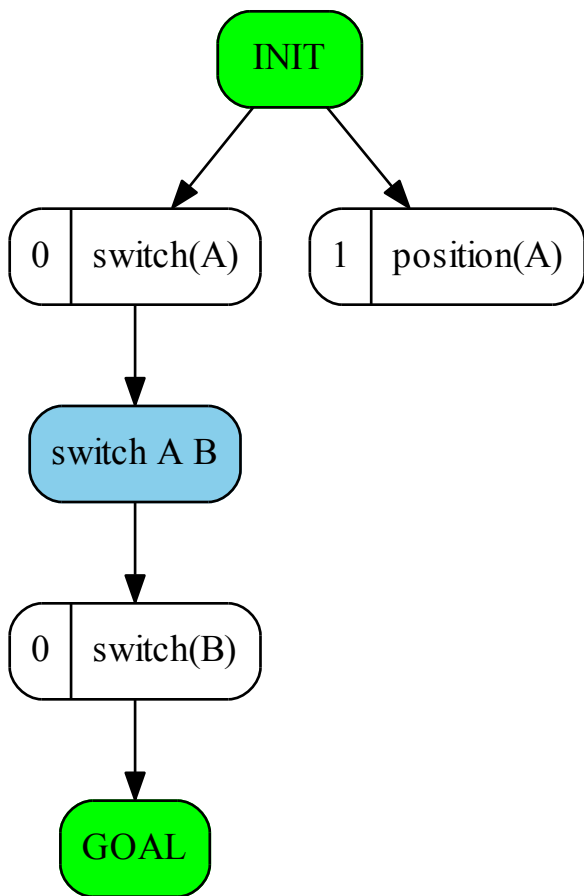 INIT
0 switch(A)
1 position(A)
switch A B
0 switch(B)
GOAL